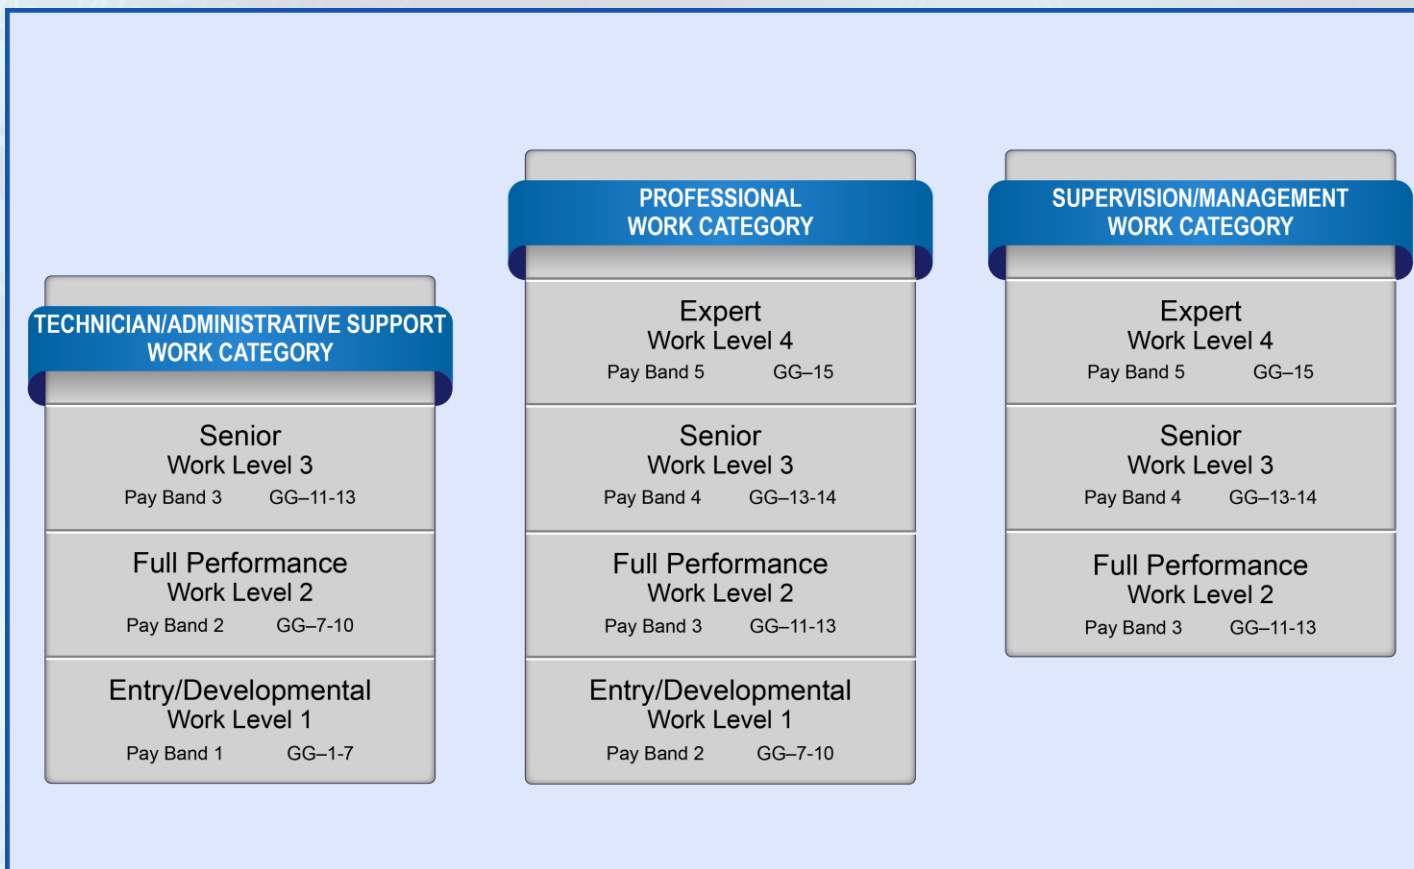 TECHNICIAN/ADMINISTRATIVE SUPPORT
WORK CATEGORY
Senior
Work Level 3
Pay Band 3 GG–11-13
Full Performance
Work Level 2
Pay Band 2 GG–7-10
Entry/Developmental
Work Level 1
Pay Band 1 GG–1-7
PROFESSIONAL
WORK CATEGORY
Expert
Work Level 4
Pay Band 5 GG–15
Senior
Work Level 3
Pay Band 4 GG–13-14
Full Performance
Work Level 2
Pay Band 3 GG–11-13
Entry/Developmental
Work Level 1
Pay Band 2 GG–7-10
SUPERVISION/MANAGEMENT
WORK CATEGORY
Expert
Work Level 4
Pay Band 5 GG–15
Senior
Work Level 3
Pay Band 4 GG–13-14
Full Performance
Work Level 2
Pay Band 3 GG–11-13